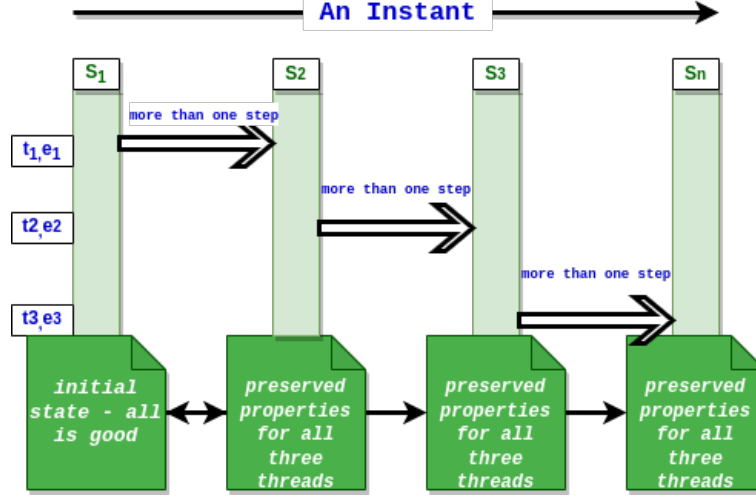 An Instant
S1 S2 S3 Sn
more than one step
t1,e1
more than one step
t2,e2
more than one step
t3,e3
initial
state - all
is good
preserved
properties
for all
three
threads
preserved
properties
for all
three
threads
preserved
properties
for all
three
threads